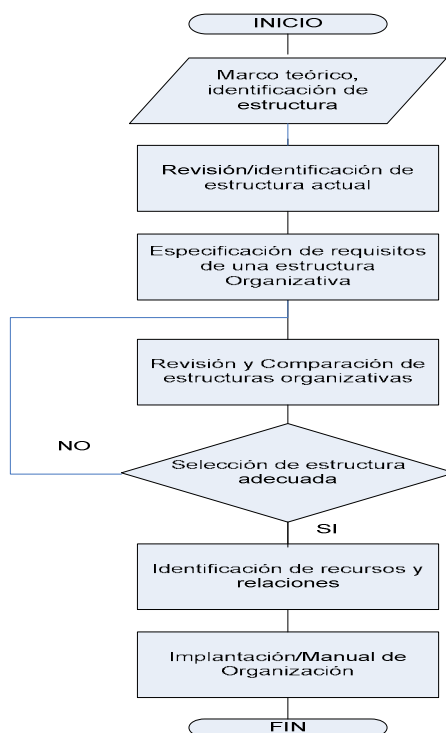 INICIO
Marco teórico,
identificación de
estructura
Revisión/identificación de
estructura actual
Especificación de requisitos
de una estructura
Organizativa
Revisión y Comparación de
estructuras organizativas
NO
Selección de estructura
adecuada
SI
Identificación de recursos y
relaciones
Implantación/Manual de
Organización
FIN